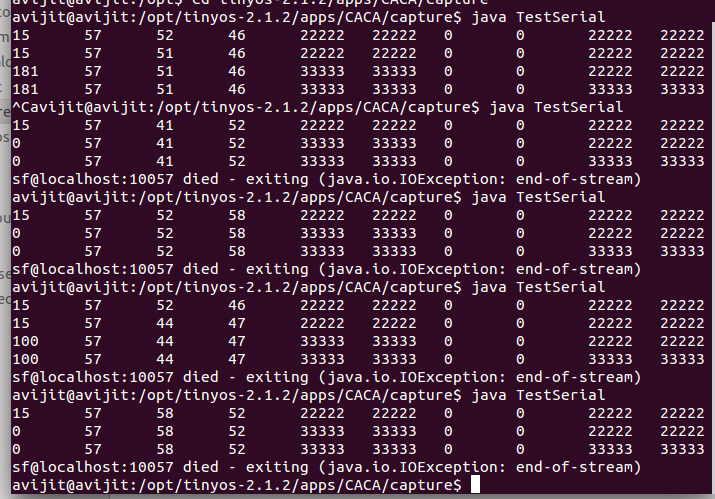 avijit@avijit:/opt$ cd tinyos-2.1.2/apps/CACA/capture
avijit@avijit:/opt/tinyos-2.1.2/apps/CACA/capture$ java TestSerial
15 57 52 46 22222 22222 0 0 22222 22222
15 57 51 46 22222 22222 0 0 22222 22222
181 57 51 46 33333 33333 0 0 22222 22222
181 57 51 46 33333 33333 0 0 33333 33333
^Cavijit@avijit:/opt/tinyos-2.1.2/apps/CACA/capture$ java TestSerial
15 57 41 52 22222 22222 0 0 22222 22222
0 57 41 52 33333 33333 0 0 22222 22222
0 57 41 52 33333 33333 0 0 33333 33333
sf@localhost:10057 died - exiting (java.io.IOException: end-of-stream)
avijit@avijit:/opt/tinyos-2.1.2/apps/CACA/capture$ java TestSerial
15 57 52 58 22222 22222 0 0 22222 22222
0 57 52 58 33333 33333 0 0 22222 22222
0 57 52 58 33333 33333 0 0 33333 33333
sf@localhost:10057 died - exiting (java.io.IOException: end-of-stream)
avijit@avijit:/opt/tinyos-2.1.2/apps/CACA/capture$ java TestSerial
15 57 52 46 22222 22222 0 0 22222 22222
15 57 44 47 22222 22222 0 0 22222 22222
100 57 44 47 33333 33333 0 0 22222 22222
100 57 44 47 33333 33333 0 0 33333 33333
sf@localhost:10057 died - exiting (java.io.IOException: end-of-stream)
avijit@avijit:/opt/tinyos-2.1.2/apps/CACA/capture$ java TestSerial
15 57 58 52 22222 22222 0 0 22222 22222
0 57 58 52 33333 33333 0 0 22222 22222
0 57 58 52 33333 33333 0 0 33333 33333
sf@localhost:10057 died - exiting (java.io.IOException: end-of-stream)
avijit@avijit:/opt/tinyos-2.1.2/apps/CACA/capture$